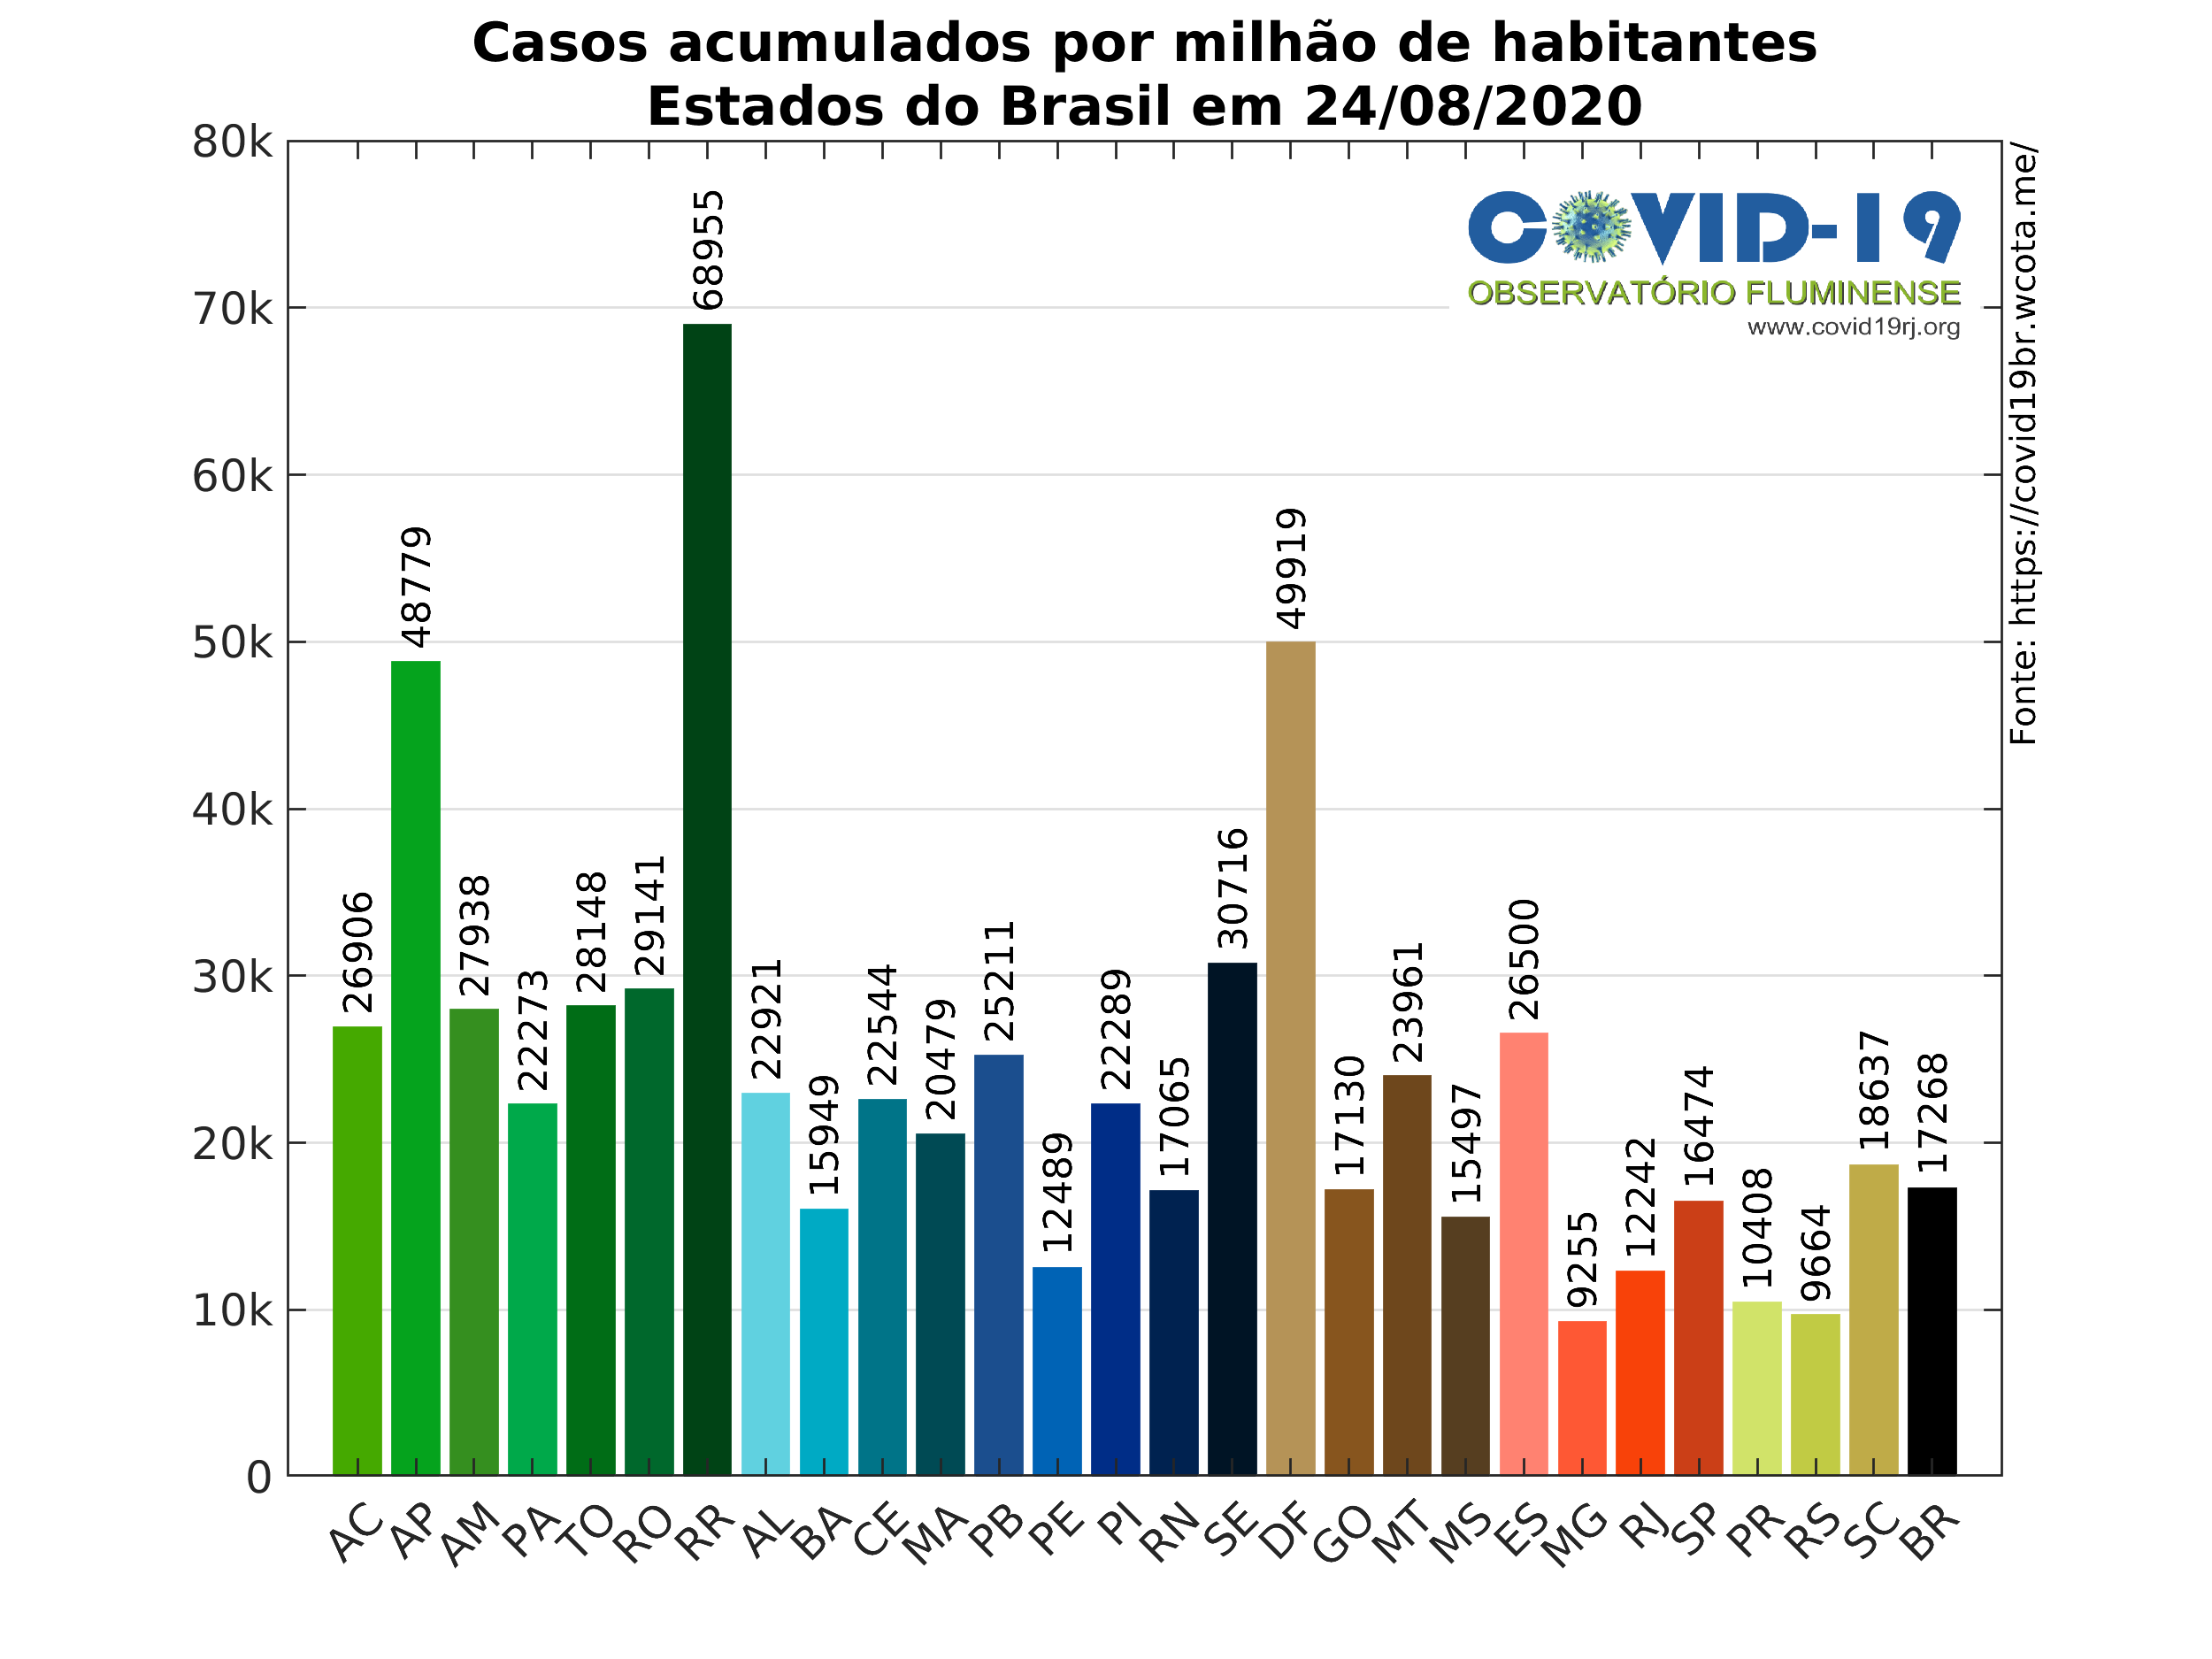 Casos acumulados por milhão de habitantes
Estados do Brasil em 24/08/2020
80k
70k
60k
50k
40k
30k
20k
10k
0
26906
48779
27938
22273
28148
29141
68955
22921
15949
22544
20479
25211
12489
22289
17065
30716
49919
17130
23961
15497
26500
9255
12242
16474
10408
9664
18637
17268
AC
AP
AM
PA
TO
RO
RR
AL
BA
CE
MA
PB
PE
PI
RN
SE
DF
GO
MT
MS
ES
MG
RJ
SP
PR
RS
SC
BR
COVID-19
OBSERVATÓRIO FLUMINENSE
www.covid19rj.org
Fonte: https://covid19br.wcota.me/